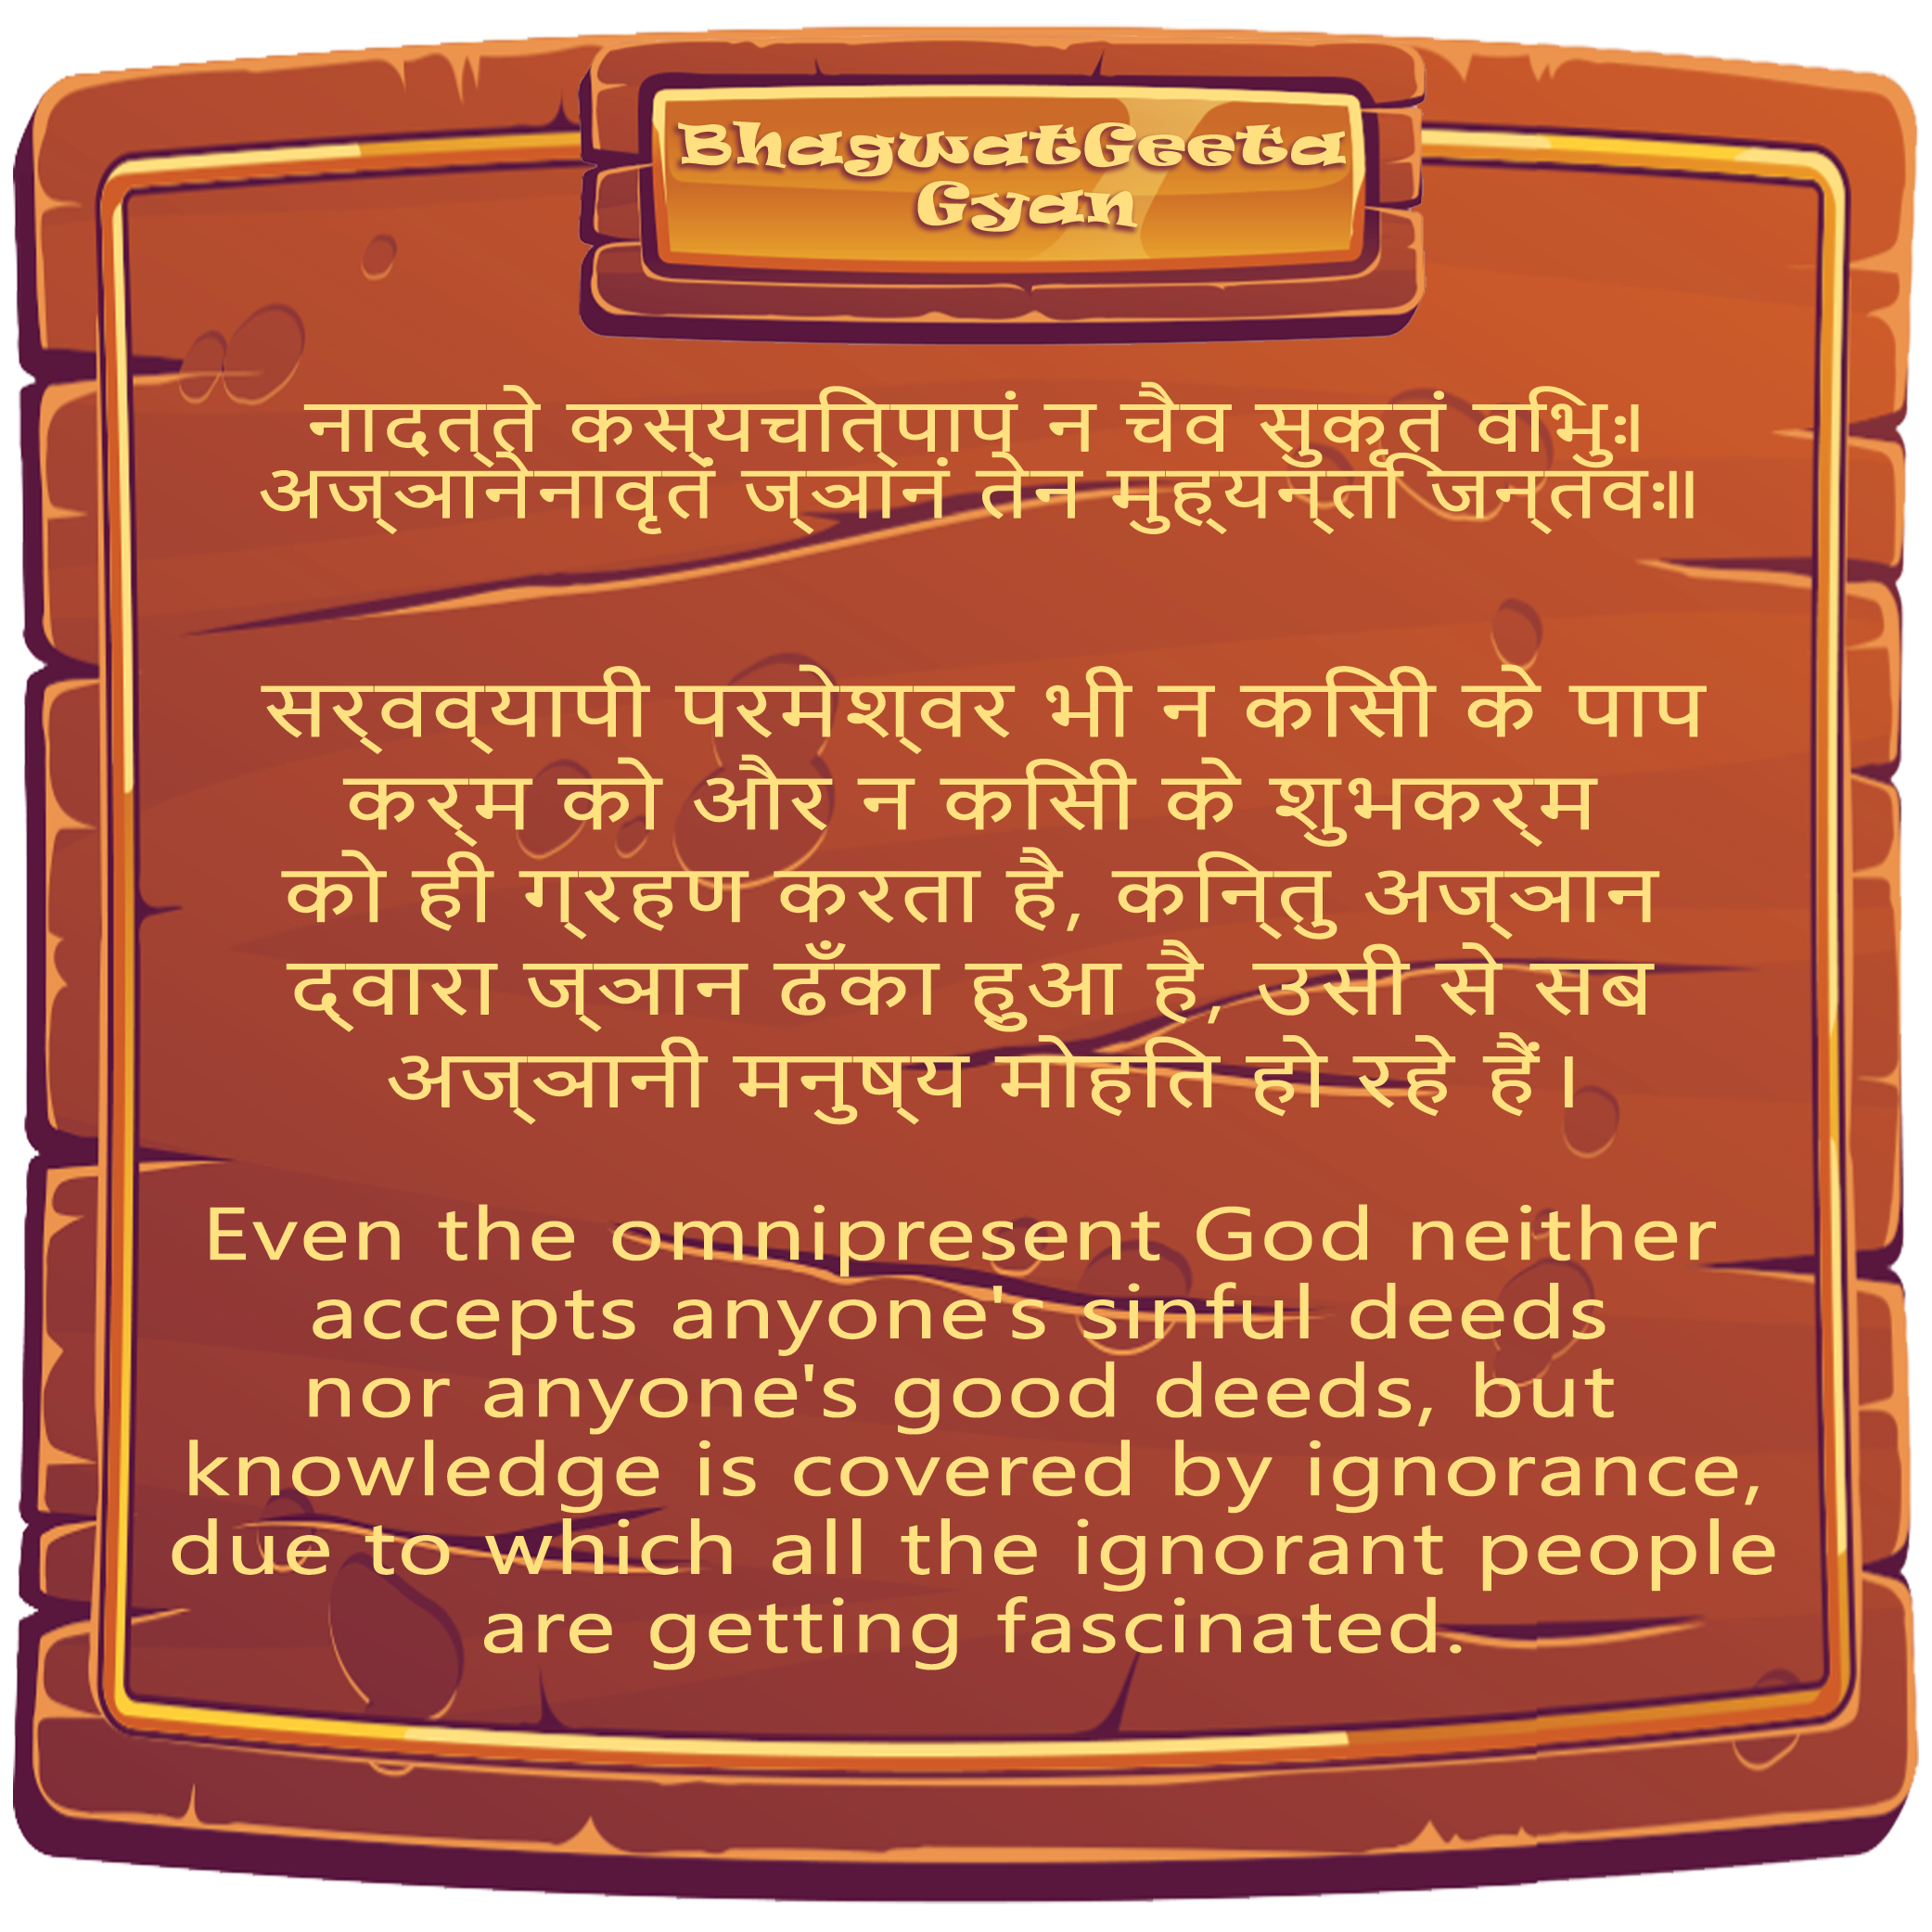 BhagwatGeeta
Gyan
नादत्ते कस्यचित्पापं न चैव सुकृतं विभुः।
अज्ञानेनावृतं ज्ञानं तेन मुह्यन्ति जन्तवः॥
सर्वव्यापी परमेश्वर भी न किसी के पाप
कर्म को और न किसी के शुभकर्म
को ही ग्रहण करता है, किन्तु अज्ञान
द्वारा ज्ञान ढँका हुआ है, उसी से सब
अज्ञानी मनुष्य मोहित हो रहे हैं ।
Even the omnipresent God neither
accepts anyone's sinful deeds
nor anyone's good deeds, but
knowledge is covered by ignorance,
due to which all the ignorant people
are getting fascinated.